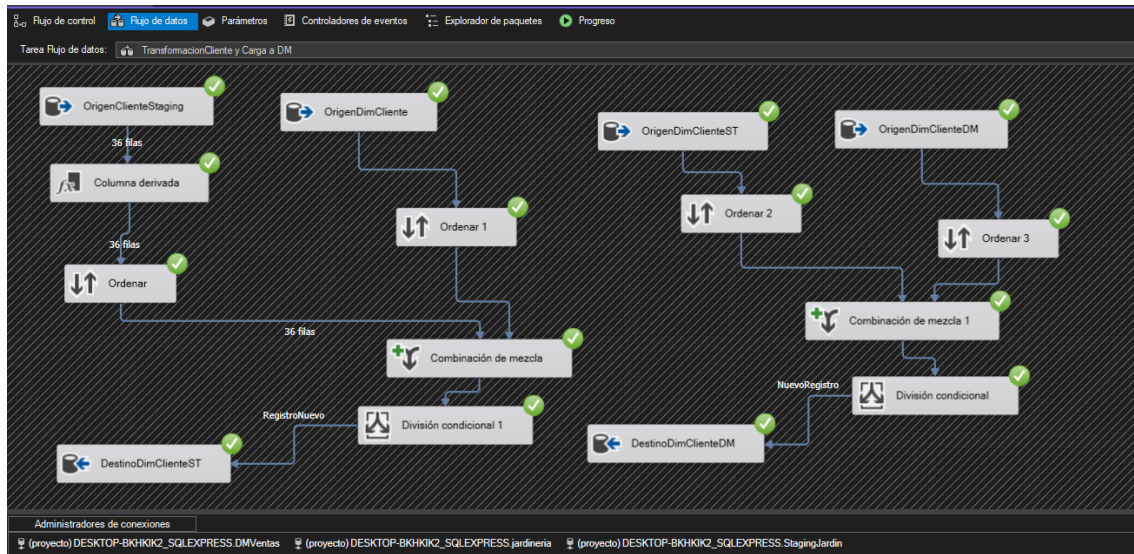 Flujo de control
Flujo de datos
Parámetros
Controladores de eventos
Explorador de paquetes
Progreso
Tarea Flujo de datos:
TransformacionCliente y Carga a DM
OrigenClienteStaging
OrigenDimCliente
OrigenDimClienteST
OrigenDimClienteDM
36 filas
Columna derivada
Ordenar 1
Ordenar 2
Ordenar 3
36 filas
Ordenar
36 filas
Combinación de mezcla
Combinación de mezcla 1
RegistroNuevo
División condicional 1
NuevoRegistro
División condicional
DestinoDimClienteST
DestinoDimClienteDM
Administradores de conexiones
(proyecto) DESKTOP-BKHKIK2_SQLEXPRESS.DMVentas
(proyecto) DESKTOP-BKHKIK2_SQLEXPRESS.jardineria
(proyecto) DESKTOP-BKHKIK2_SQLEXPRESS.StagingJardin